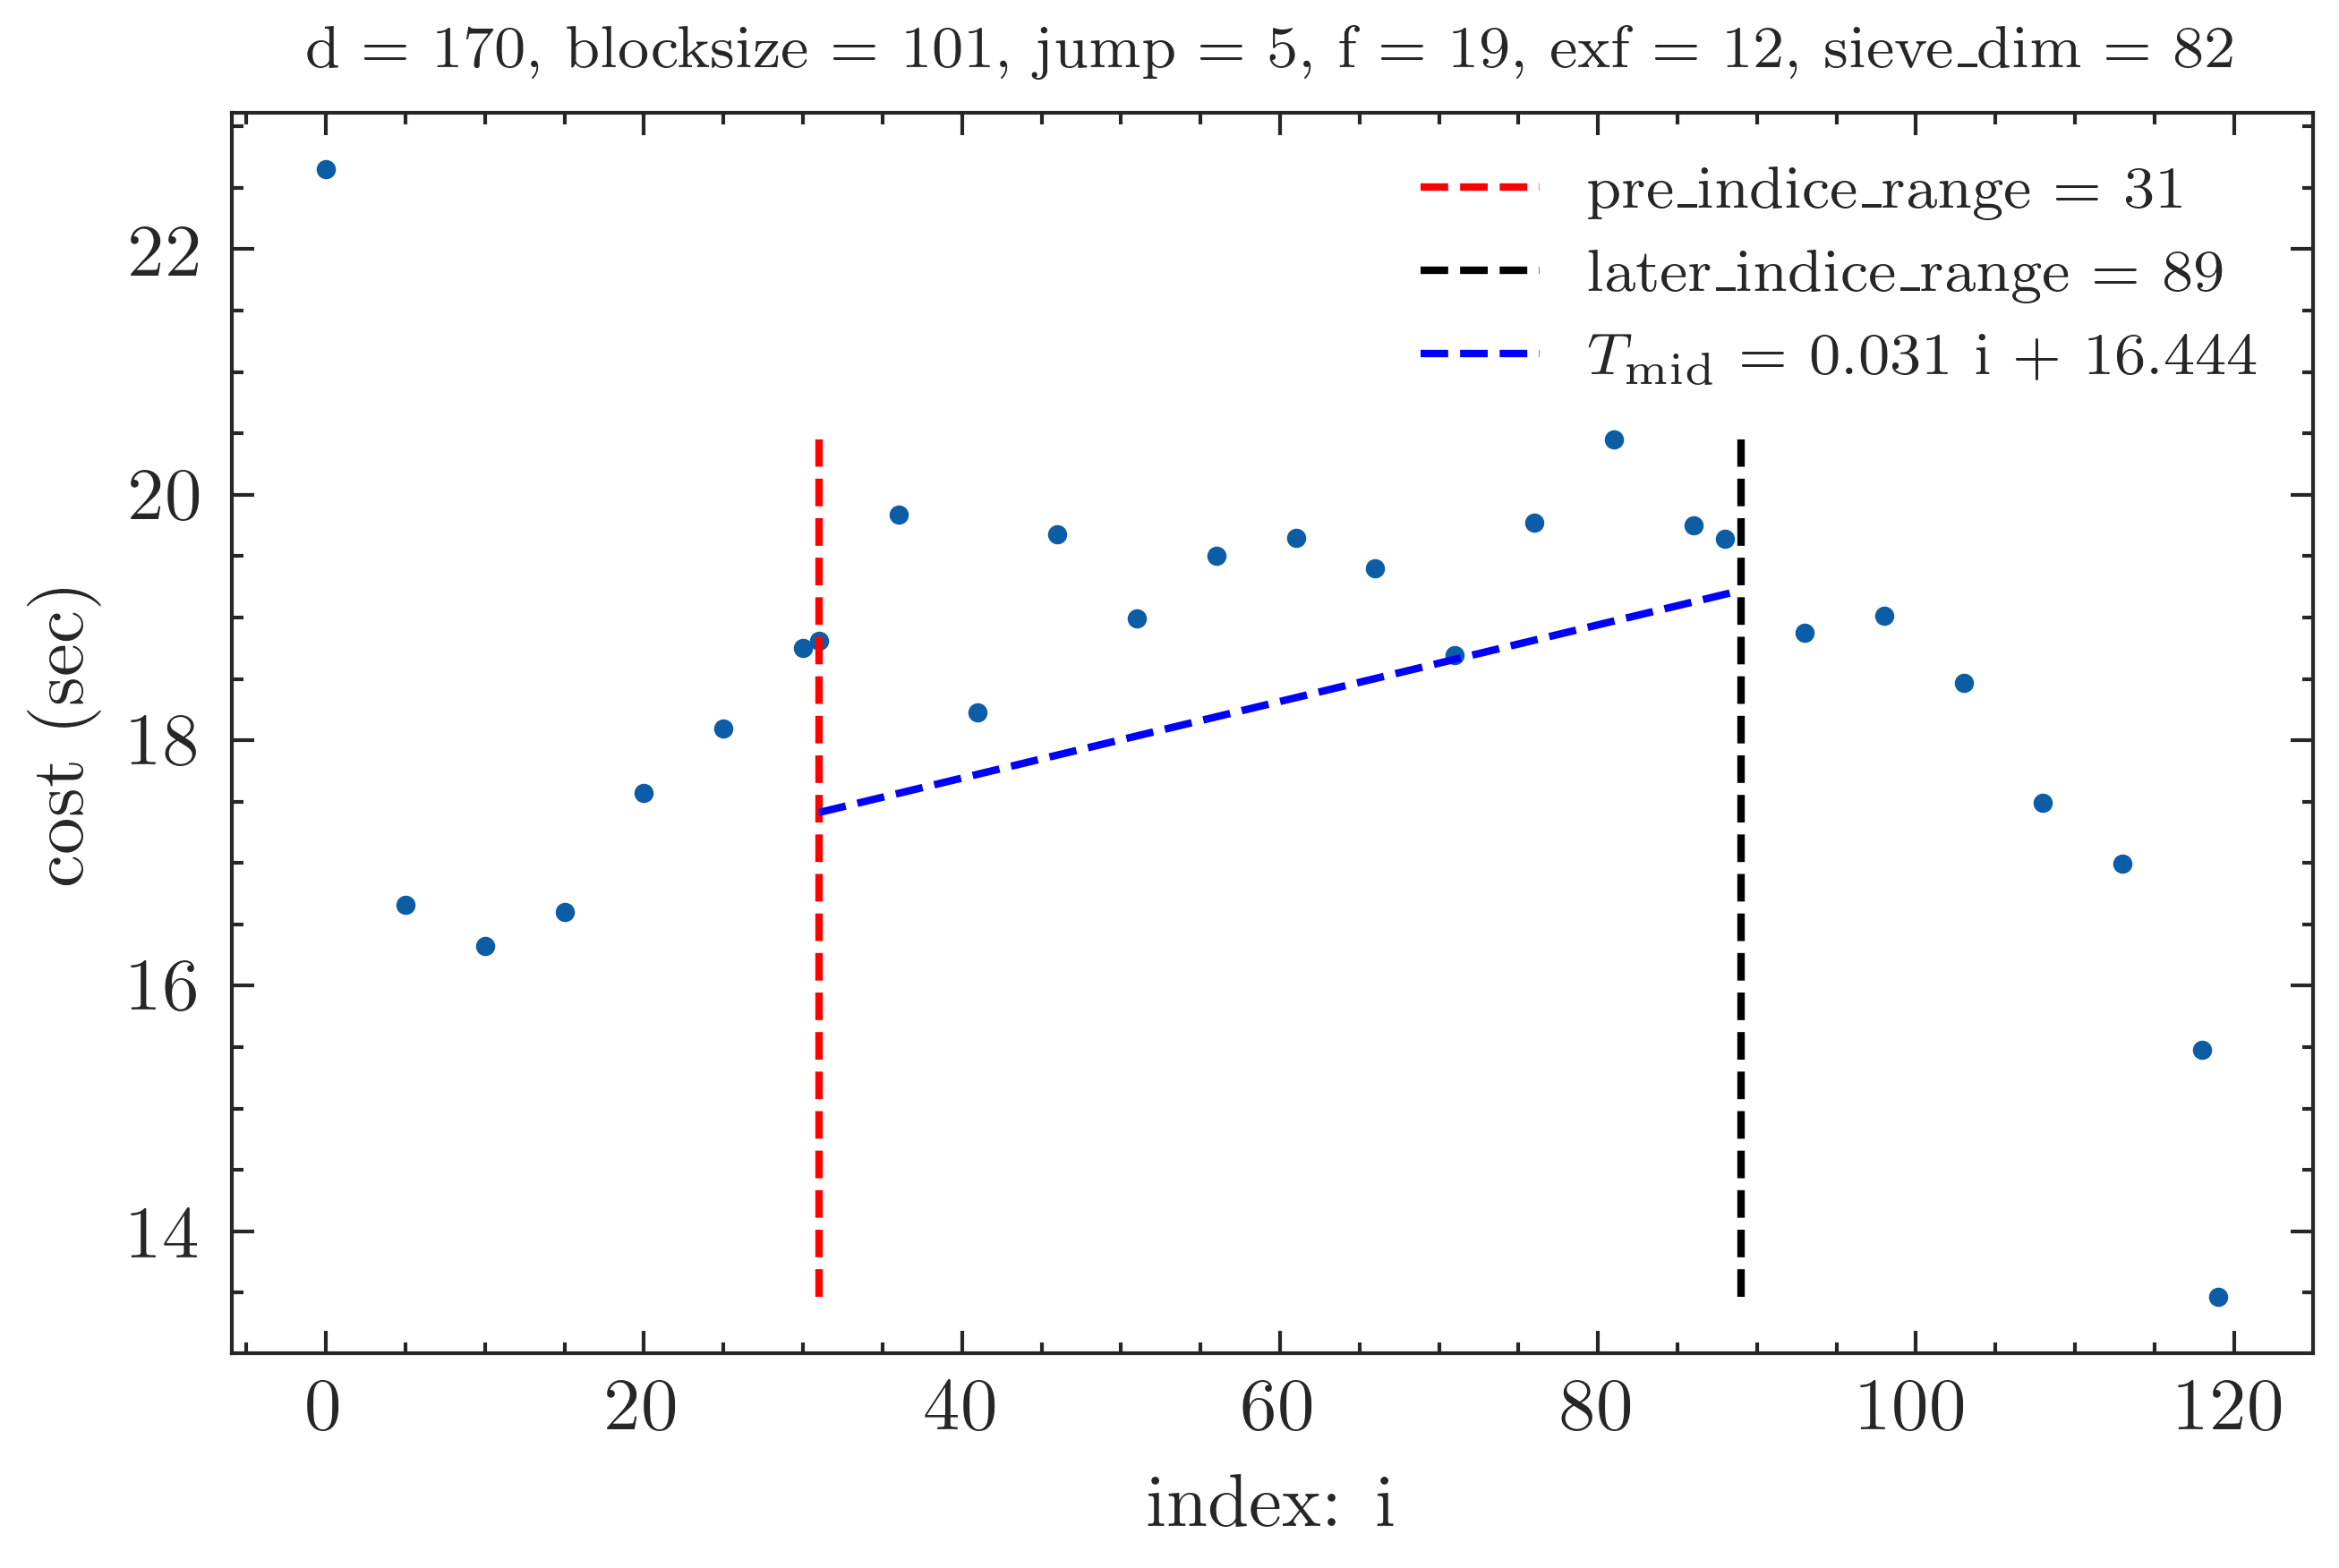 d = 170, blocksize = 101, jump = 5, f = 19, exf = 12, sieve_dim = 82
pre_indice_range = 31
later_indice_range = 89
T_mid = 0.031 i + 16.444
22
20
18
16
14
cost (sec)
0 20 40 60 80 100 120
index: i